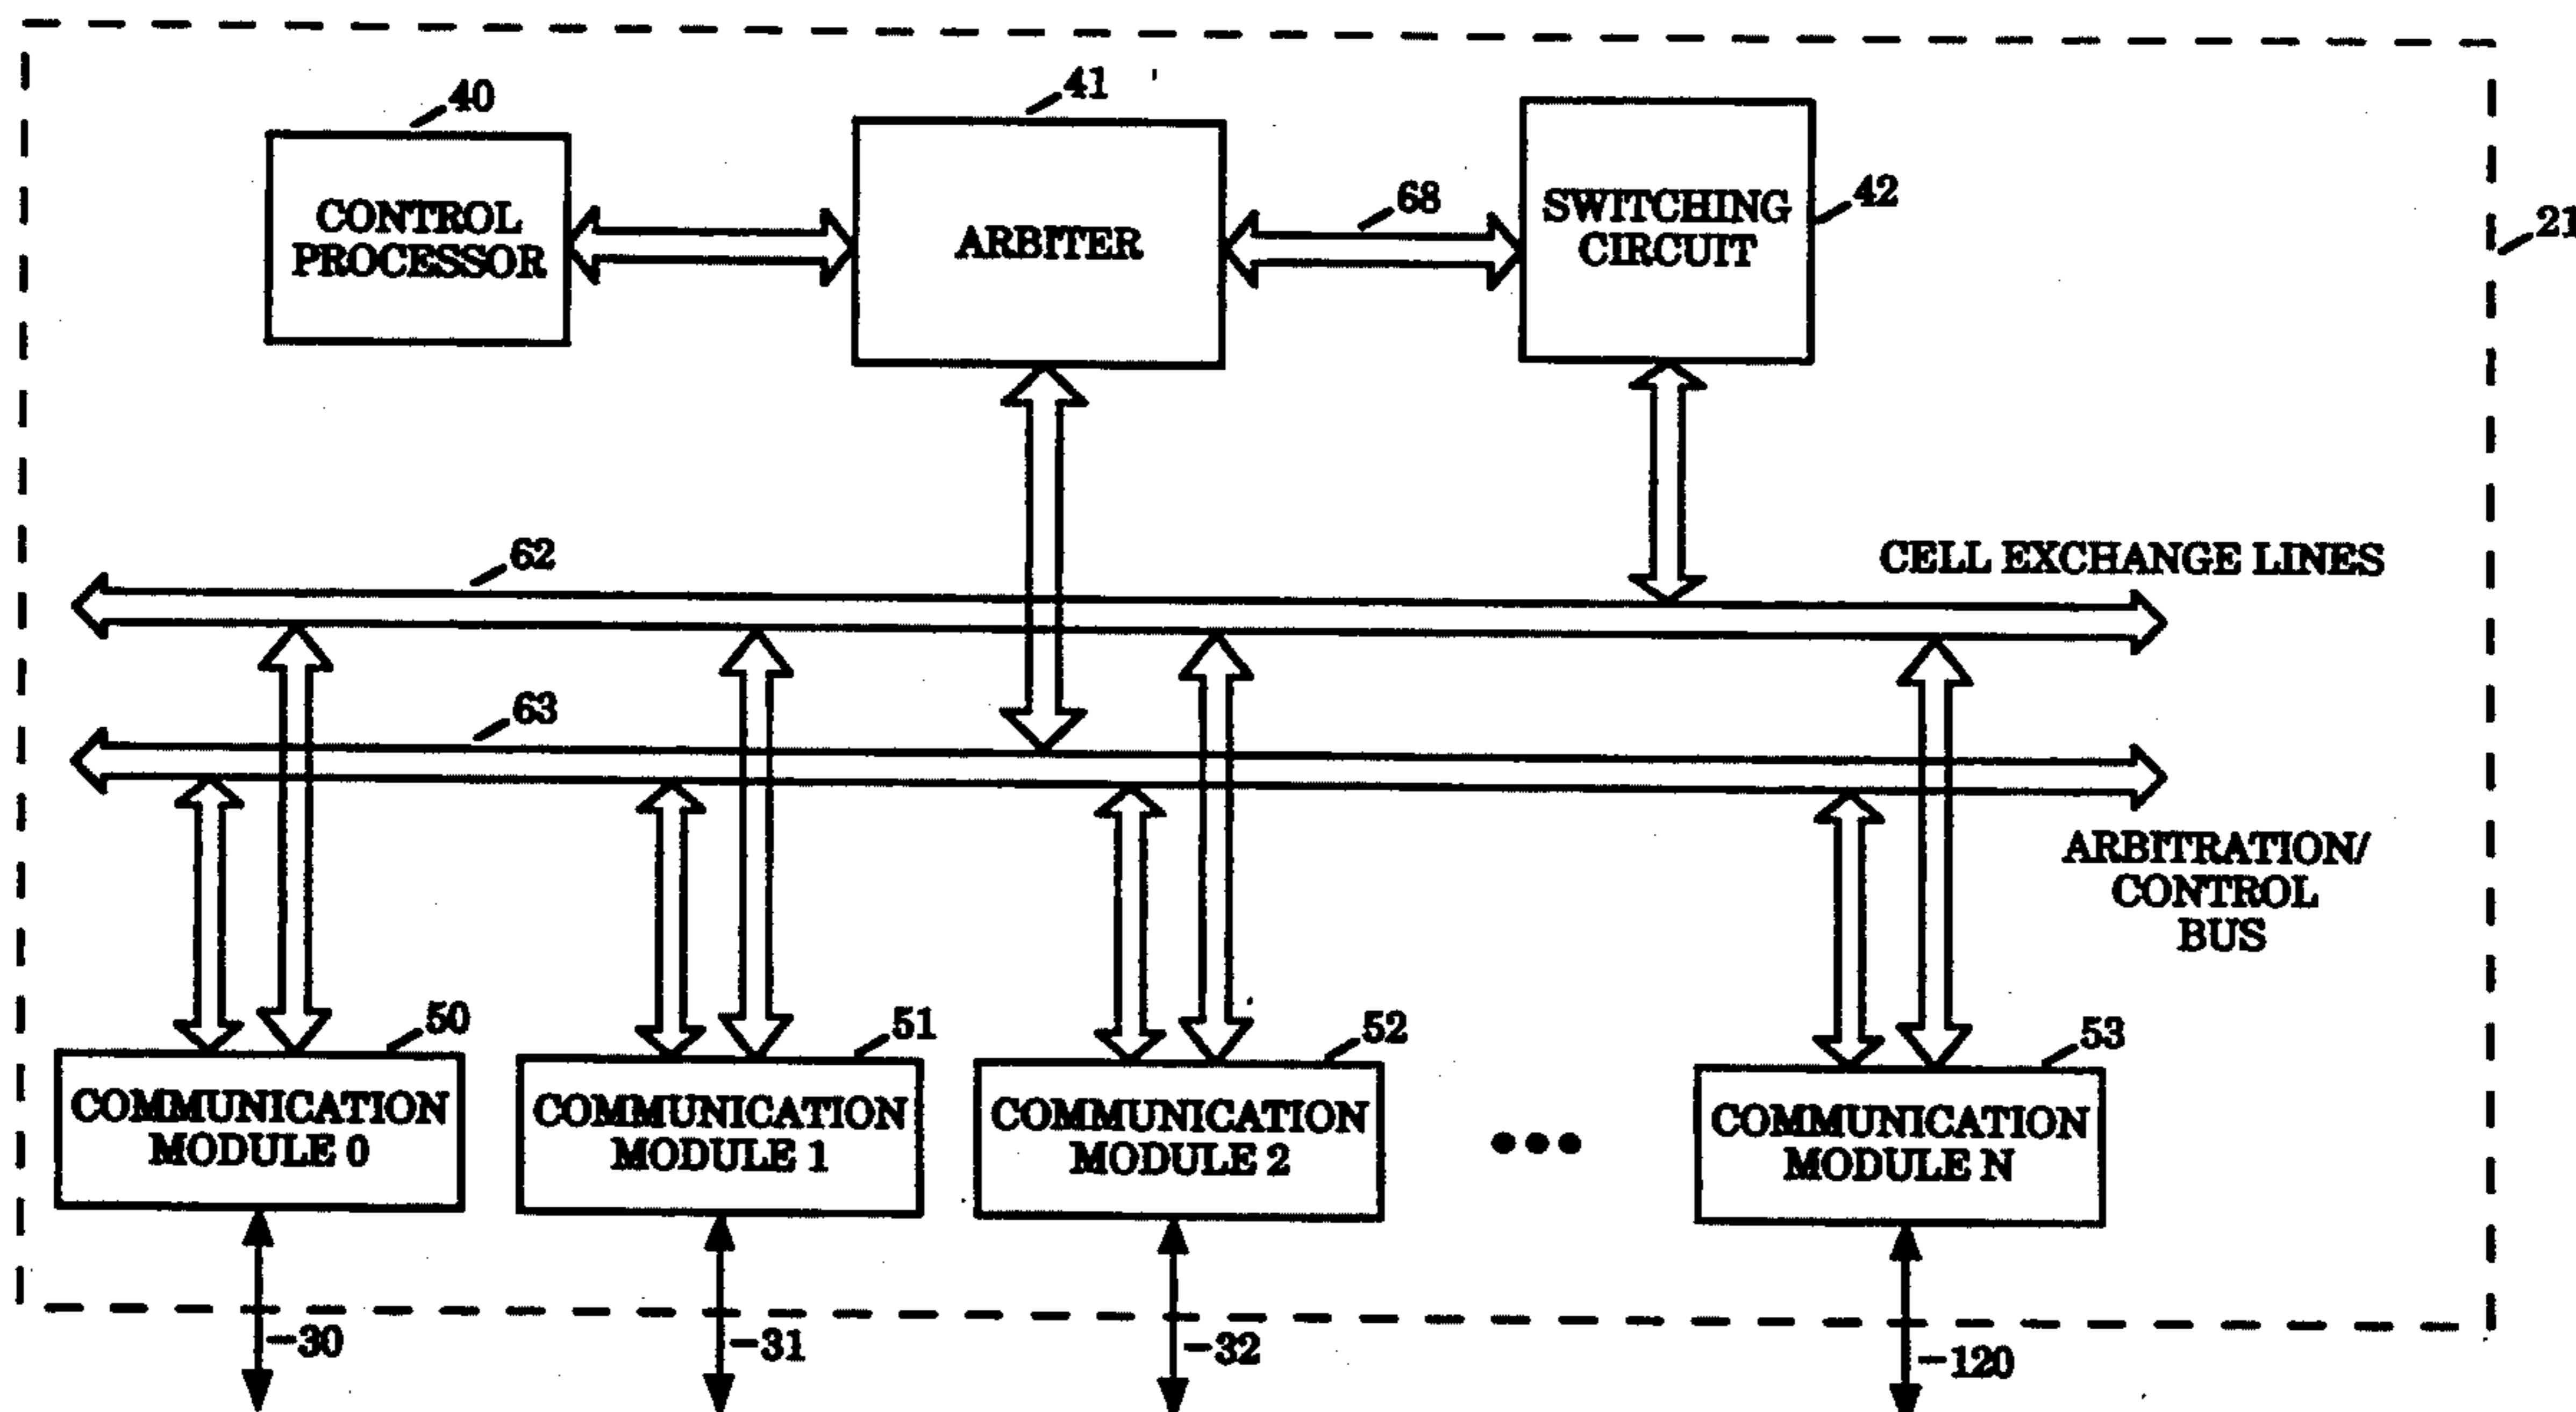 40
41
42
68
21
CONTROL
PROCESSOR
ARBITER
SWITCHING
CIRCUIT
62
CELL EXCHANGE LINES
63
ARBITRATION/
CONTROL
BUS
50
51
52
53
COMMUNICATION
MODULE 0
COMMUNICATION
MODULE 1
COMMUNICATION
MODULE 2
COMMUNICATION
MODULE N
30
31
32
120